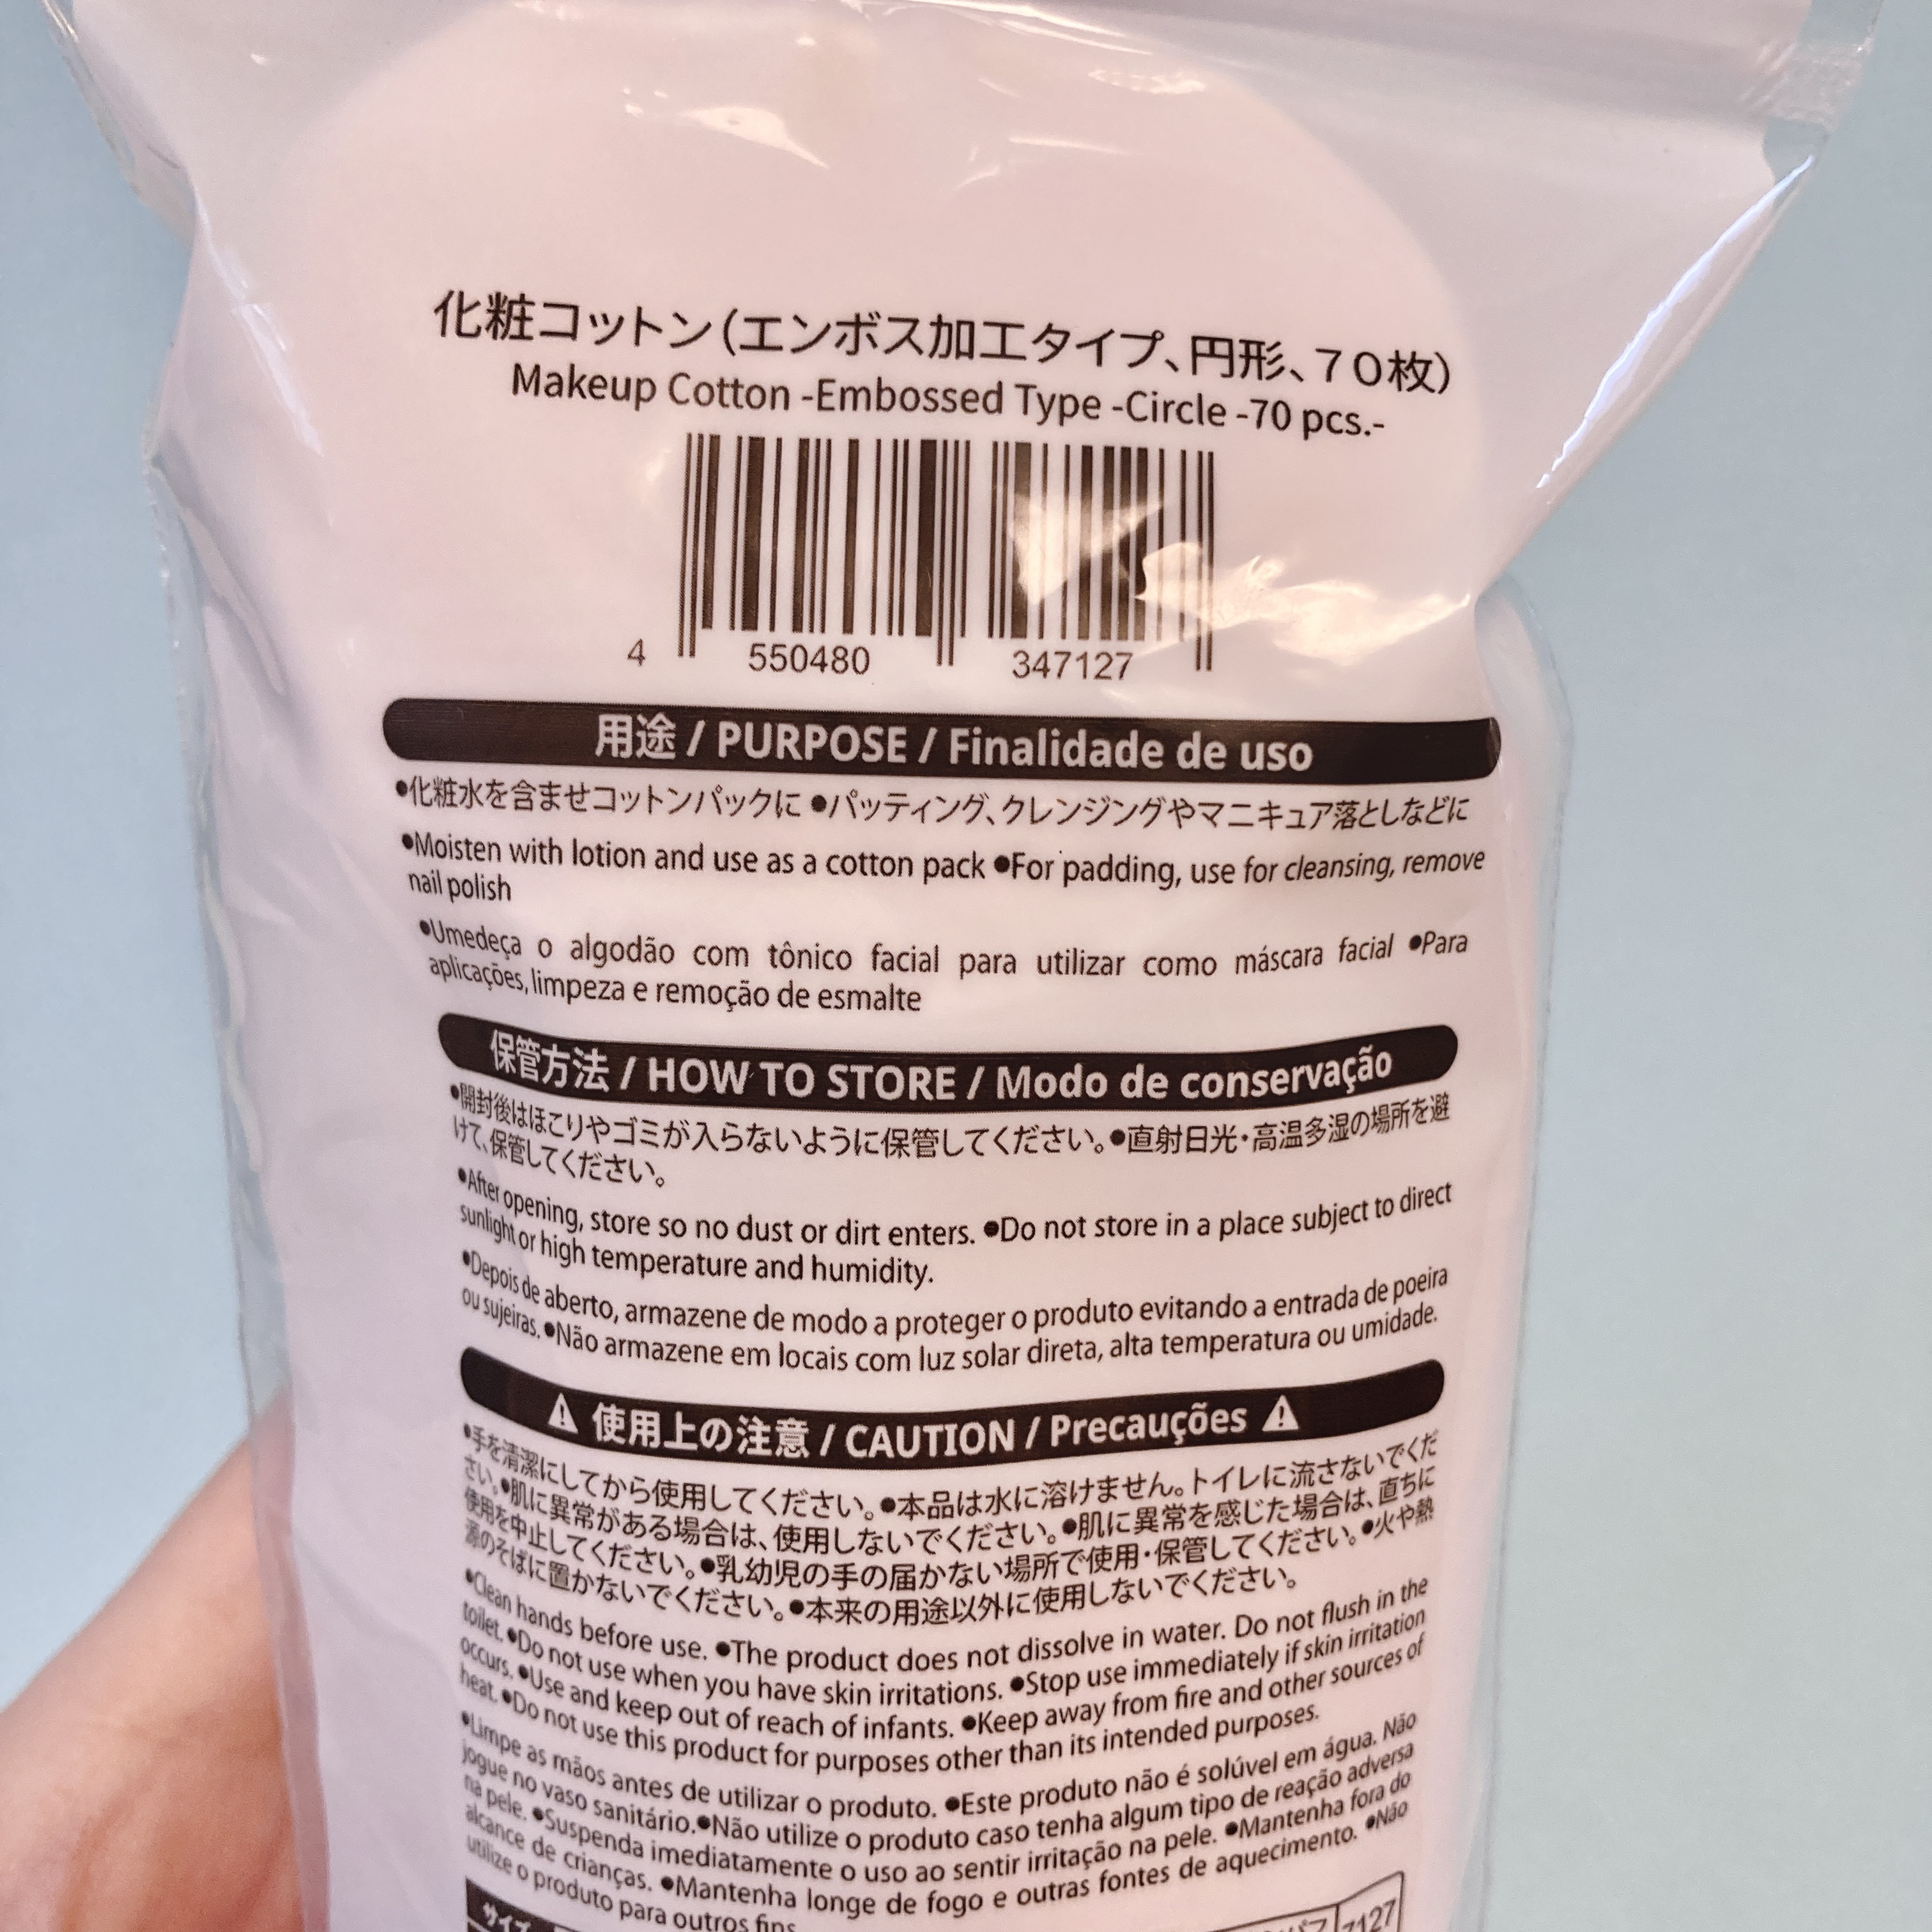 化粧コットン(エンボス加工タイプ、円形、70枚)
Makeup Cotton -Embossed Type -Circle -70 pcs.-
4 550480 347127
用途 / PURPOSE / Finalidade de uso
●化粧水を含ませコットンパックに ●パッティング、クレンジングやマニキュア落としなどに
●Moisten with lotion and use as a cotton pack ●For padding, use for cleansing, remove
nail polish
●Umedeça o algodão com tônico facial para utilizar como máscara facial ●Para
aplicações, limpeza e remoção de esmalte
保管方法 / HOW TO STORE / Modo de conservação
●開封後はほこりやゴミが入らないように保管してください。●直射日光・高温多湿の場所を避
けて、保管してください。
●After opening, store so no dust or dirt enters. ●Do not store in a place subject to direct
sunlight or high temperature and humidity.
●Depois de aberto, armazene de modo a proteger o produto evitando a entrada de poeira
ou sujeiras. ●Não armazene em locais com luz solar direta, alta temperatura ou umidade.
⚠ 使用上の注意 / CAUTION / Precauções ⚠
●手を清潔にしてから使用してください。●本品は水に溶けません。トイレに流さないでくだ
さい。●肌に異常がある場合は、使用しないでください。●肌に異常を感じた場合は、直ちに
使用を中止してください。●乳幼児の手の届かない場所で使用・保管してください。●火や熱
源のそばに置かないでください。●本来の用途以外に使用しないでください。
●Clean hands before use. ●The product does not dissolve in water. Do not flush in the
toilet. ●Do not use when you have skin irritations. ●Stop use immediately if skin irritation
occurs. ●Use and keep out of reach of infants. ●Keep away from fire and other sources of
heat. ●Do not use this product for purposes other than its intended purposes.
●Limpe as mãos antes de utilizar o produto. ●Este produto não é solúvel em água. Não
jogue no vaso sanitário.●Não utilize o produto caso tenha algum tipo de reação adversa
na pele. ●Suspenda imediatamente o uso ao sentir irritação na pele. ●Mantenha fora do
alcance de crianças. ●Mantenha longe de fogo e outras fontes de aquecimento. ●Não
utilize o produto para outros fins.
サイズ
7127